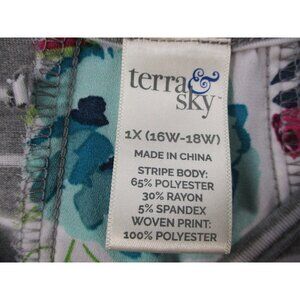 terra &
sky™
1X (16W-18W)
MADE IN CHINA
STRIPE BODY:
65% POLYESTER
30% RAYON
5% SPANDEX
WOVEN PRINT:
100% POLYESTER